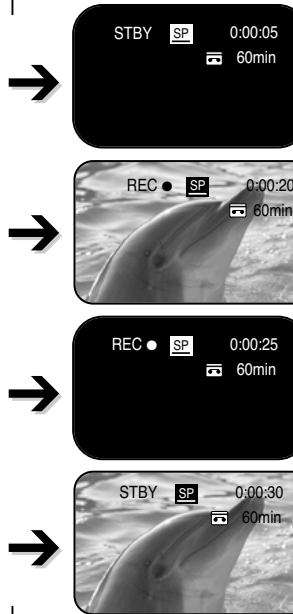 STBY SP 0:00:05
60min
REC ● SP 0:00:20
60min
REC ● SP 0:00:25
60min
STBY SP 0:00:30
60min